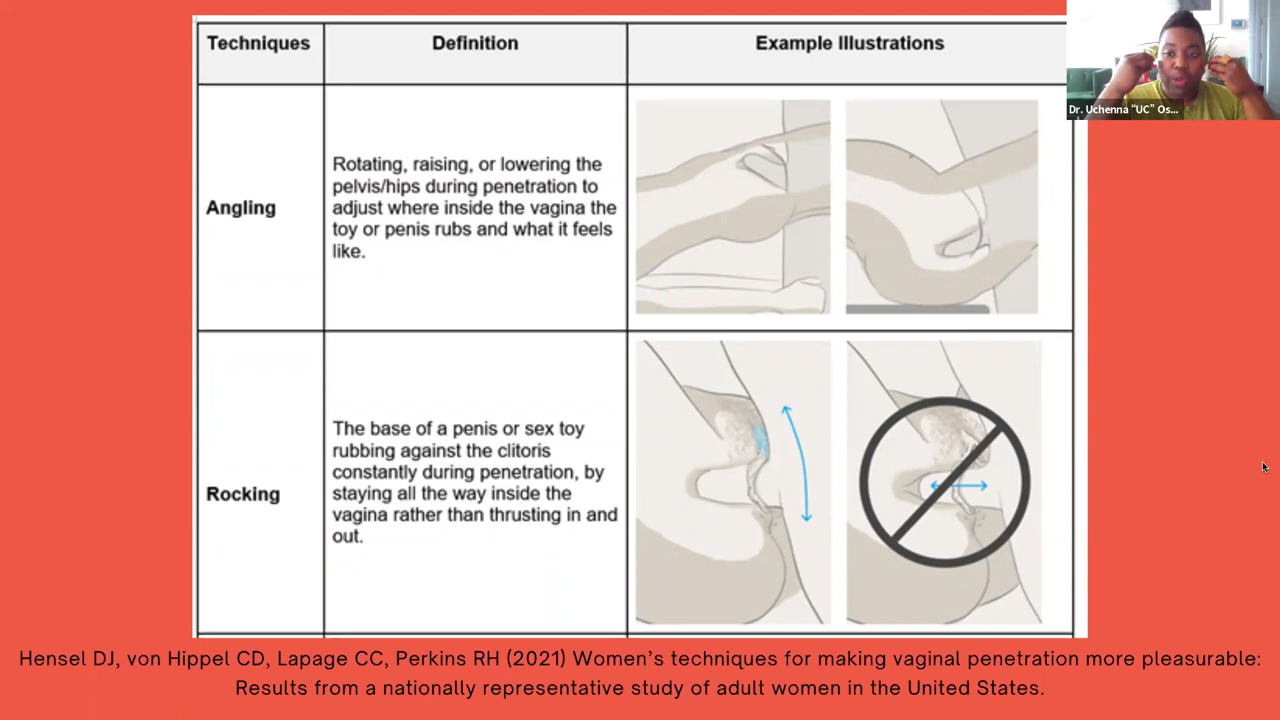 Techniques
Definition
Example Illustrations
Dr. Uchenna “UC” Os...
Angling
Rotating, raising, or lowering the
pelvis/hips during penetration to
adjust where inside the vagina the
toy or penis rubs and what it feels
like.
Rocking
The base of a penis or sex toy
rubbing against the clitoris
constantly during penetration, by
staying all the way inside the
vagina rather than thrusting in and
out.
Hensel DJ, von Hippel CD, Lapage CC, Perkins RH (2021) Women’s techniques for making vaginal penetration more pleasurable:
Results from a nationally representative study of adult women in the United States.